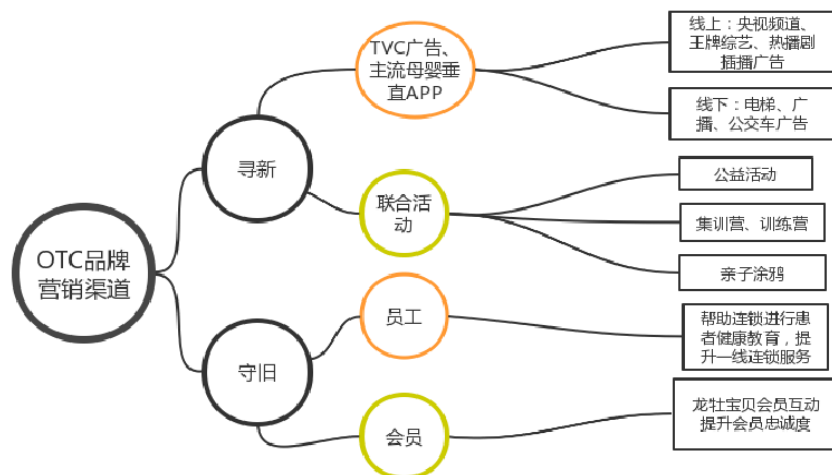 OTC品牌
营销渠道
寻新
TVC广告、
主流母婴垂
直APP
线上：央视频道、
王牌综艺、热播剧
插播广告
线下：电梯、广
播、公交车广告
联合活
动
公益活动
集训营、训练营
亲子涂鸦
守旧
员工
帮助连锁进行患
者健康教育，提
升一线连锁服务
会员
龙牡宝贝会员互动
提升会员忠诚度